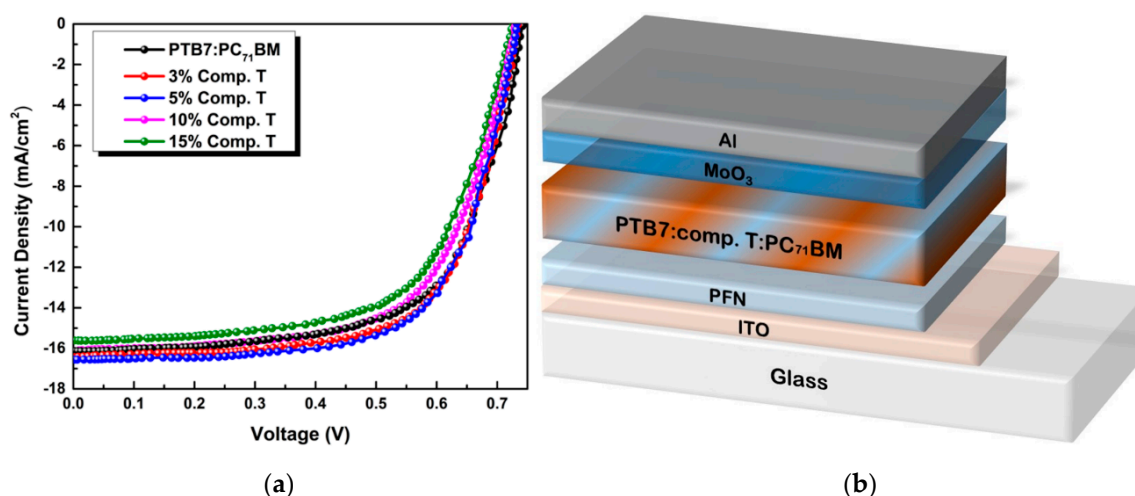 0
-2
-4
-6
-8
-10
-12
-14
-16
-18
Current Density (mA/cm²)
PTB7:PC₇₁BM
3% Comp. T
5% Comp. T
10% Comp. T
15% Comp. T
0.0 0.1 0.2 0.3 0.4 0.5 0.6 0.7
Voltage (V)
(a)
Al
MoO₃
PTB7:comp. T:PC₇₁BM
PFN
ITO
Glass
(b)